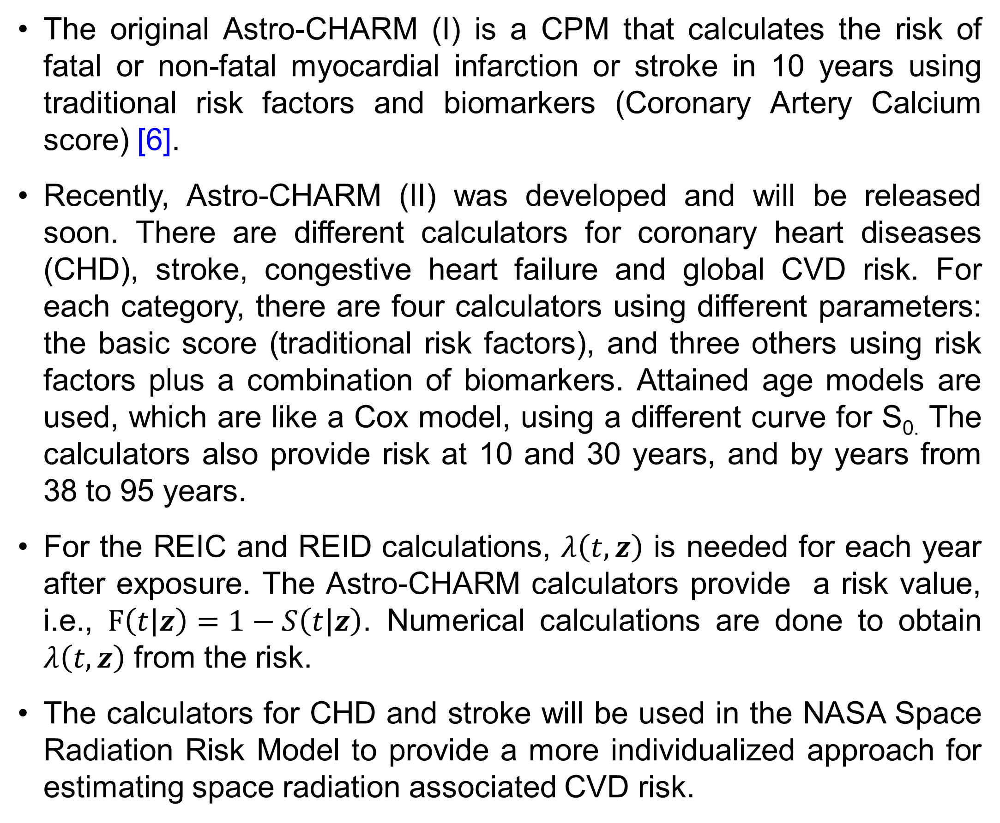 • The original Astro-CHARM (I) is a CPM that calculates the risk of
fatal or non-fatal myocardial infarction or stroke in 10 years using
traditional risk factors and biomarkers (Coronary Artery Calcium
score) [6].
• Recently, Astro-CHARM (II) was developed and will be released
soon. There are different calculators for coronary heart diseases
(CHD), stroke, congestive heart failure and global CVD risk. For
each category, there are four calculators using different parameters:
the basic score (traditional risk factors), and three others using risk
factors plus a combination of biomarkers. Attained age models are
used, which are like a Cox model, using a different curve for S₀. The
calculators also provide risk at 10 and 30 years, and by years from
38 to 95 years.
• For the REIC and REID calculations, λ(t, z) is needed for each year
after exposure. The Astro-CHARM calculators provide a risk value,
i.e., F(t|z) = 1 − S(t|z). Numerical calculations are done to obtain
λ(t, z) from the risk.
• The calculators for CHD and stroke will be used in the NASA Space
Radiation Risk Model to provide a more individualized approach for
estimating space radiation associated CVD risk.